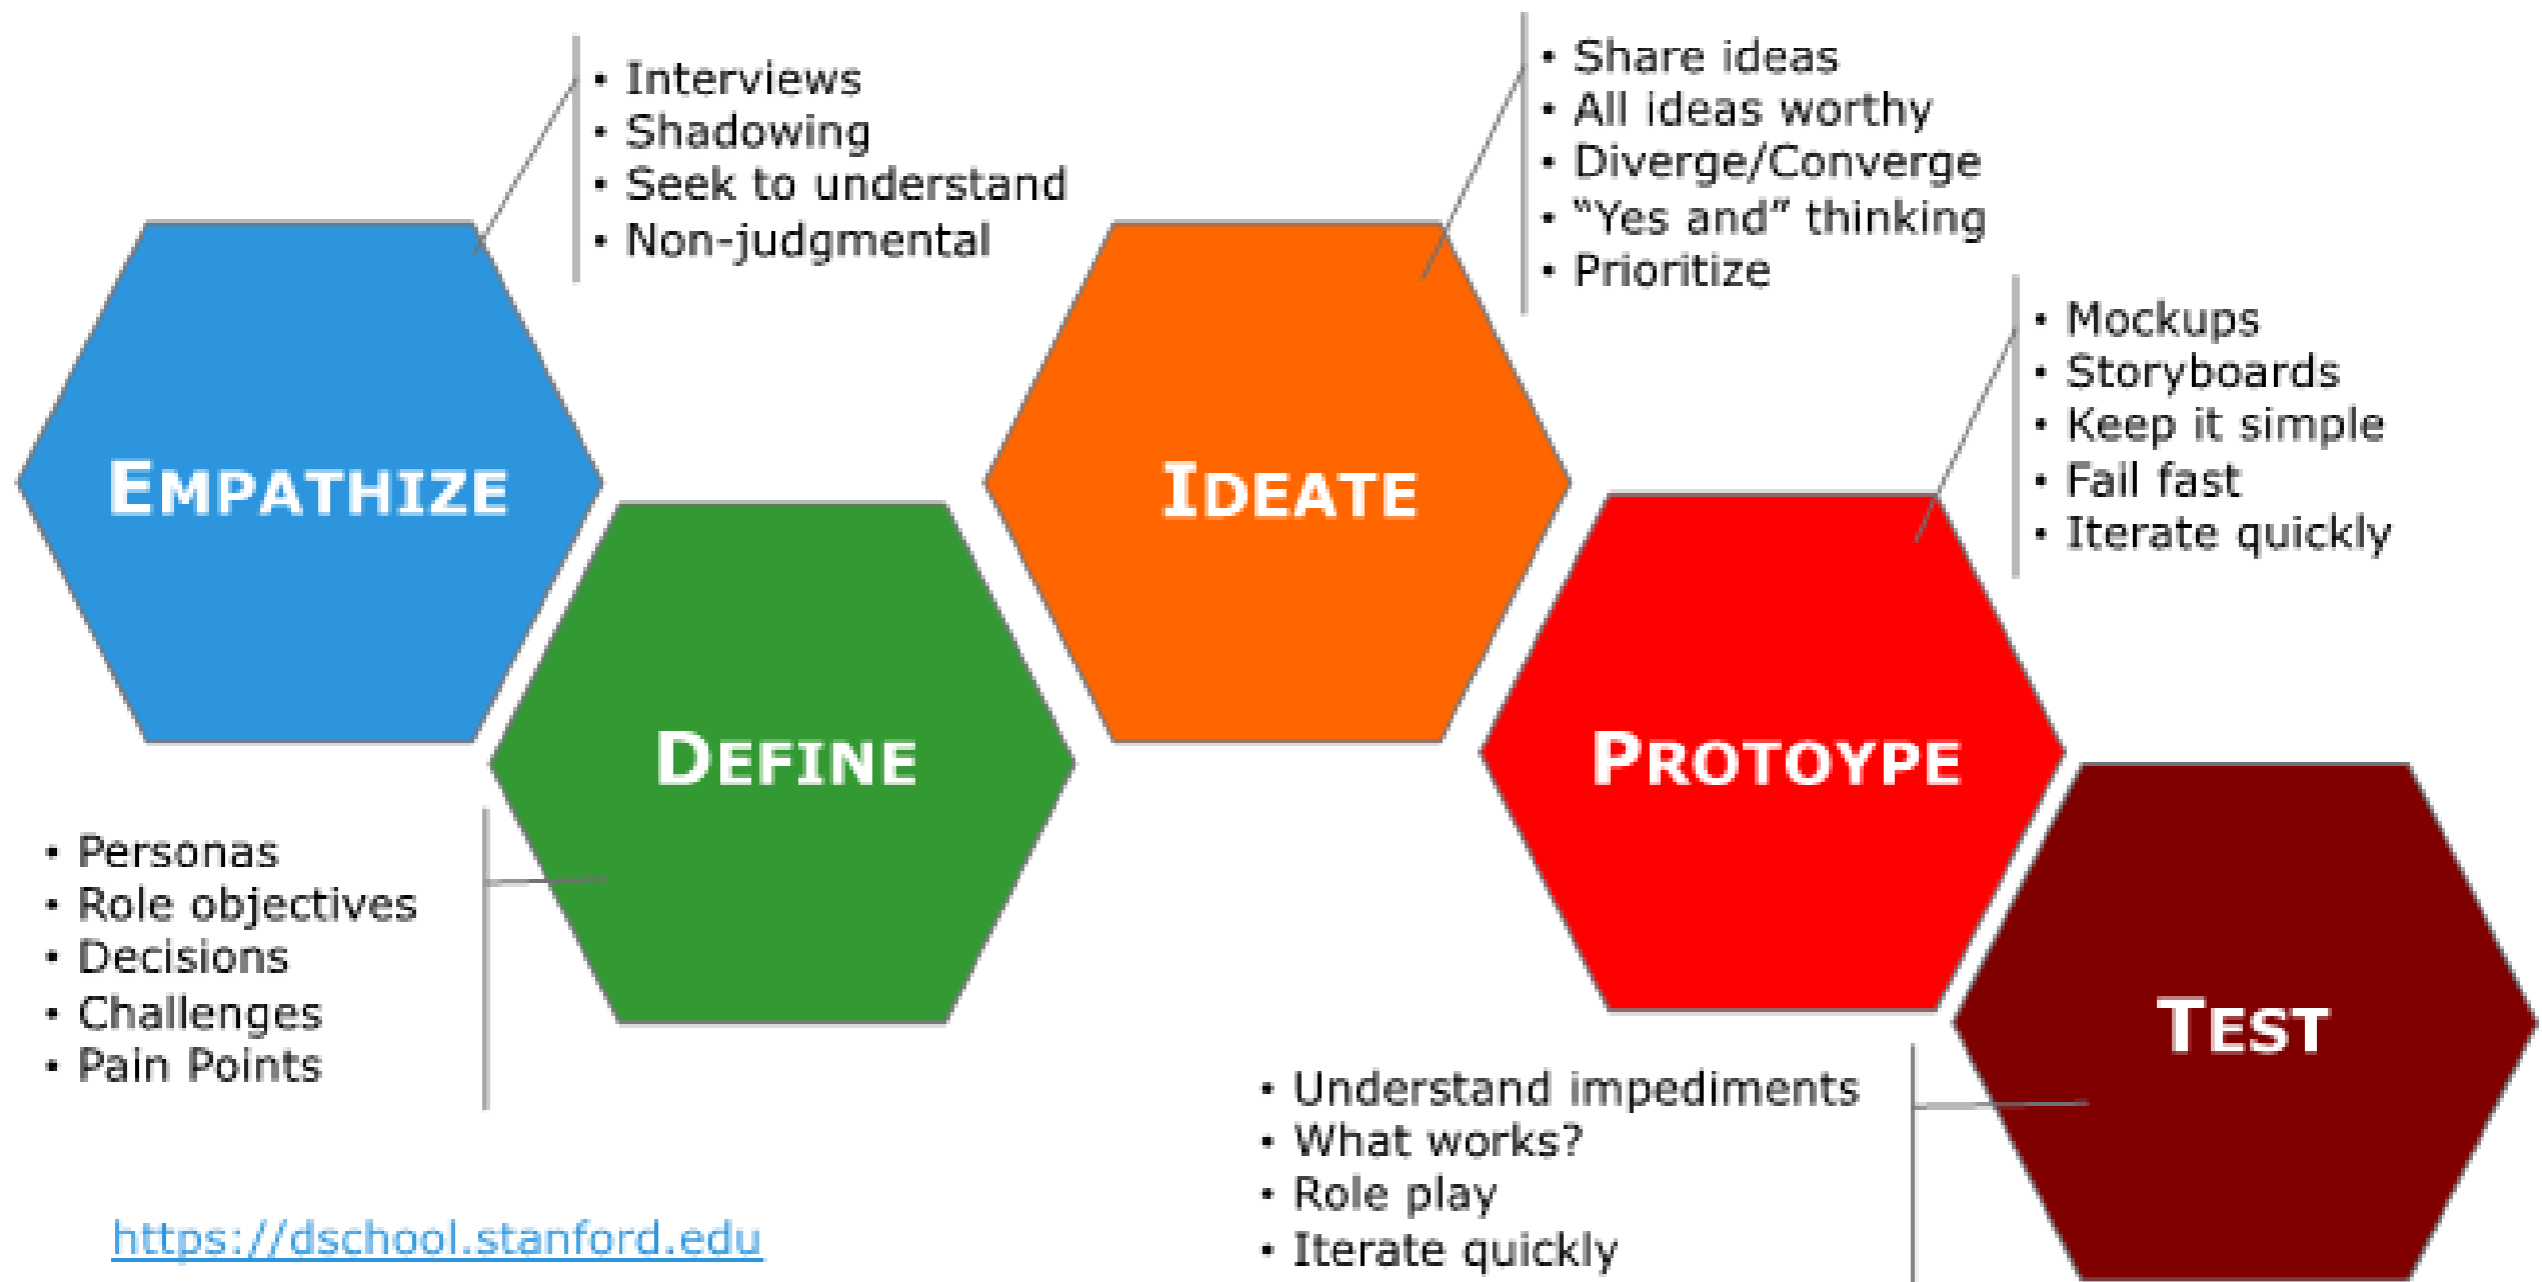 • Interviews
• Shadowing
• Seek to understand
• Non-judgmental
EMPATHIZE
• Personas
• Role objectives
• Decisions
• Challenges
• Pain Points
DEFINE
• Share ideas
• All ideas worthy
• Diverge/Converge
• “Yes and” thinking
• Prioritize
IDEATE
• Mockups
• Storyboards
• Keep it simple
• Fail fast
• Iterate quickly
PROTOYPE
• Understand impediments
• What works?
• Role play
• Iterate quickly
TEST
https://dschool.stanford.edu